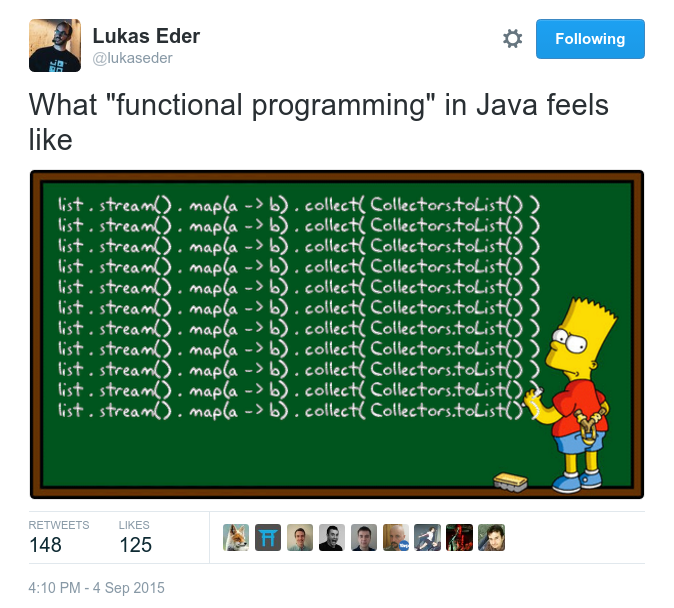 Lukas Eder
@lukaseder
Following
What "functional programming" in Java feels
like
list . stream() . map(a -> b) . collect( Collectors.toList() )
list . stream() . map(a -> b) . collect( Collectors.toList() )
list . stream() . map(a -> b) . collect( Collectors.toList() )
list . stream() . map(a -> b) . collect( Collectors.toList() )
list . stream() . map(a -> b) . collect( Collectors.toList() )
list . stream() . map(a -> b) . collect( Collectors.toList() )
list . stream() . map(a -> b) . collect( Collectors.toList() )
list . stream() . map(a -> b) . collect( Collectors.toList() )
list . stream() . map(a -> b) . collect( Collectors.toList() )
list . stream() . map(a -> b) . collect( Collectors.toList() )
list . stream() . map(a -> b) . collect( Collectors.toList() )
RETWEETS LIKES
148 125
4:10 PM - 4 Sep 2015